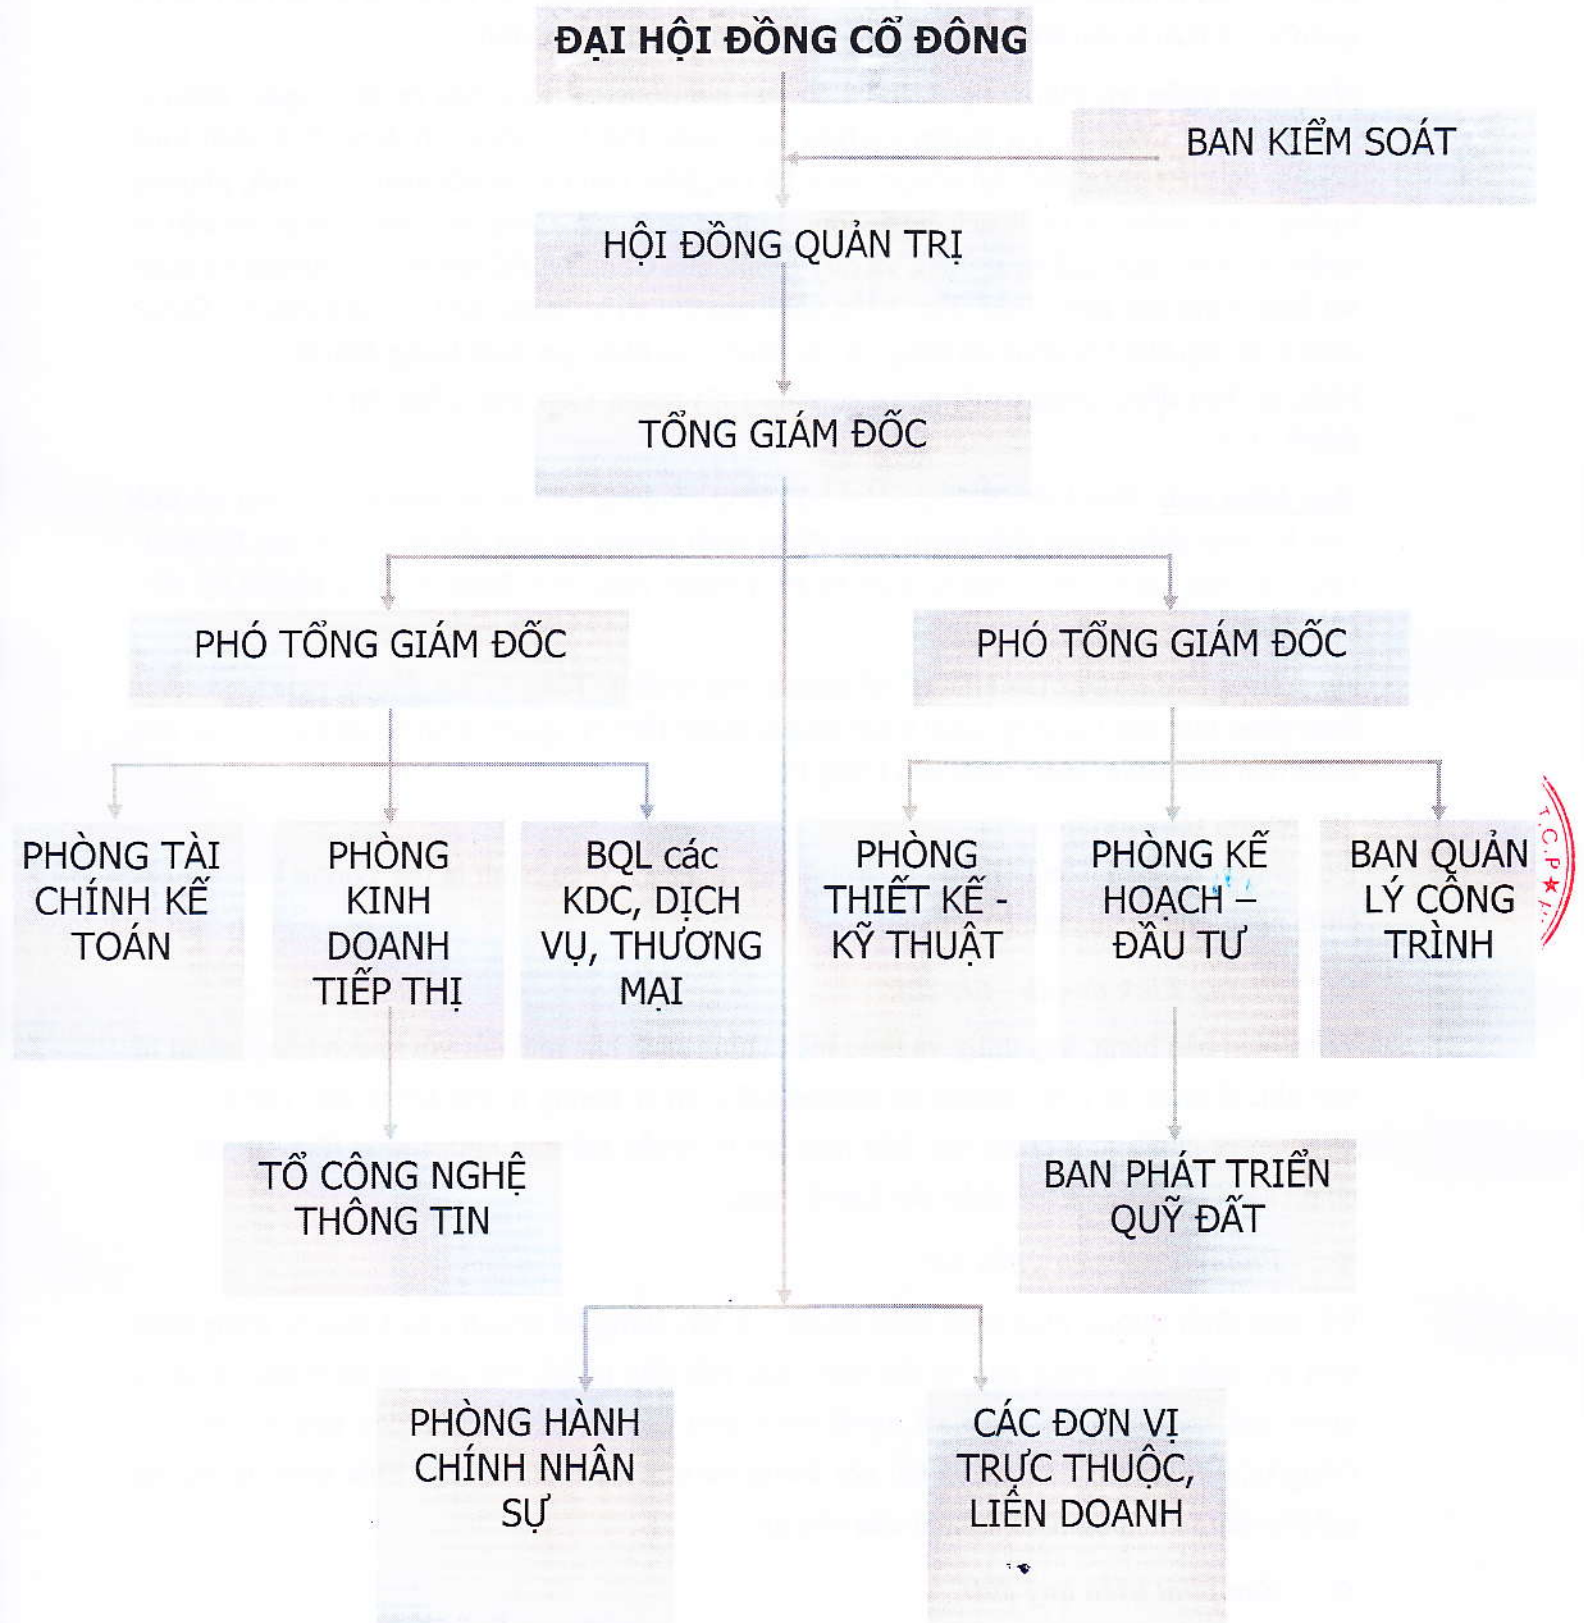 ĐẠI HỘI ĐỒNG CỔ ĐÔNG
BAN KIỂM SOÁT
HỘI ĐỒNG QUẢN TRỊ
TỔNG GIÁM ĐỐC
PHÓ TỔNG GIÁM ĐỐC
PHÓ TỔNG GIÁM ĐỐC
PHÒNG TÀI
CHÍNH KẾ
TOÁN
PHÒNG
KINH
DOANH
TIẾP THỊ
BQL các
KDC, DỊCH
VỤ, THƯƠNG
MẠI
PHÒNG
THIẾT KẾ -
KỸ THUẬT
PHÒNG KẾ
HOẠCH –
ĐẦU TƯ
BAN QUẢN
LÝ CÔNG
TRÌNH
T.C.P
TỔ CÔNG NGHỆ
THÔNG TIN
BAN PHÁT TRIỂN
QUỸ ĐẤT
PHÒNG HÀNH
CHÍNH NHÂN
SỰ
CÁC ĐƠN VỊ
TRỰC THUỘC,
LIÊN DOANH